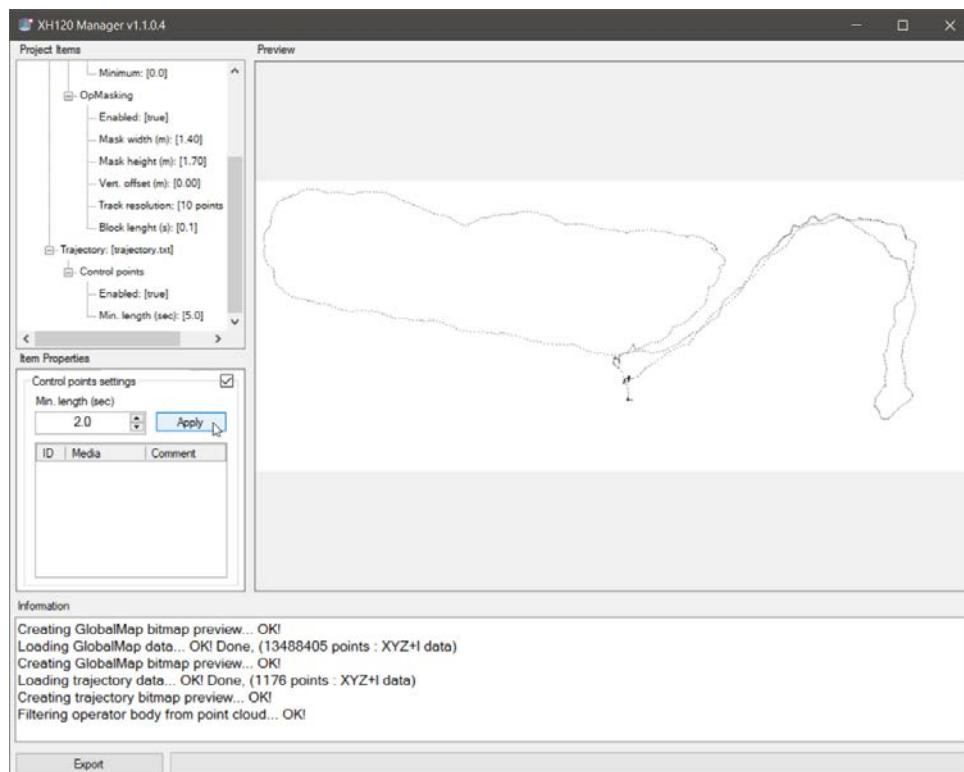 XH120 Manager v1.1.0.4
Project Items
Preview
Minimum: [0.0]
OpMasking
Enabled: [true]
Mask width (m): [1.40]
Mask height (m): [1.70]
Vert. offset (m): [0.00]
Track resolution: [10 points
Block lenght (s): [0.1]
Trajectory: [trajectory.txt]
Control points
Enabled: [true]
Min. length (sec): [5.0]
Item Properties
Control points settings
Min. length (sec)
2.0
Apply
ID Media Comment
Information
Creating GlobalMap bitmap preview... OK!
Loading GlobalMap data... OK! Done, (13488405 points : XYZ+I data)
Creating GlobalMap bitmap preview... OK!
Loading trajectory data... OK! Done, (1176 points : XYZ+I data)
Creating trajectory bitmap preview... OK!
Filtering operator body from point cloud... OK!
Export